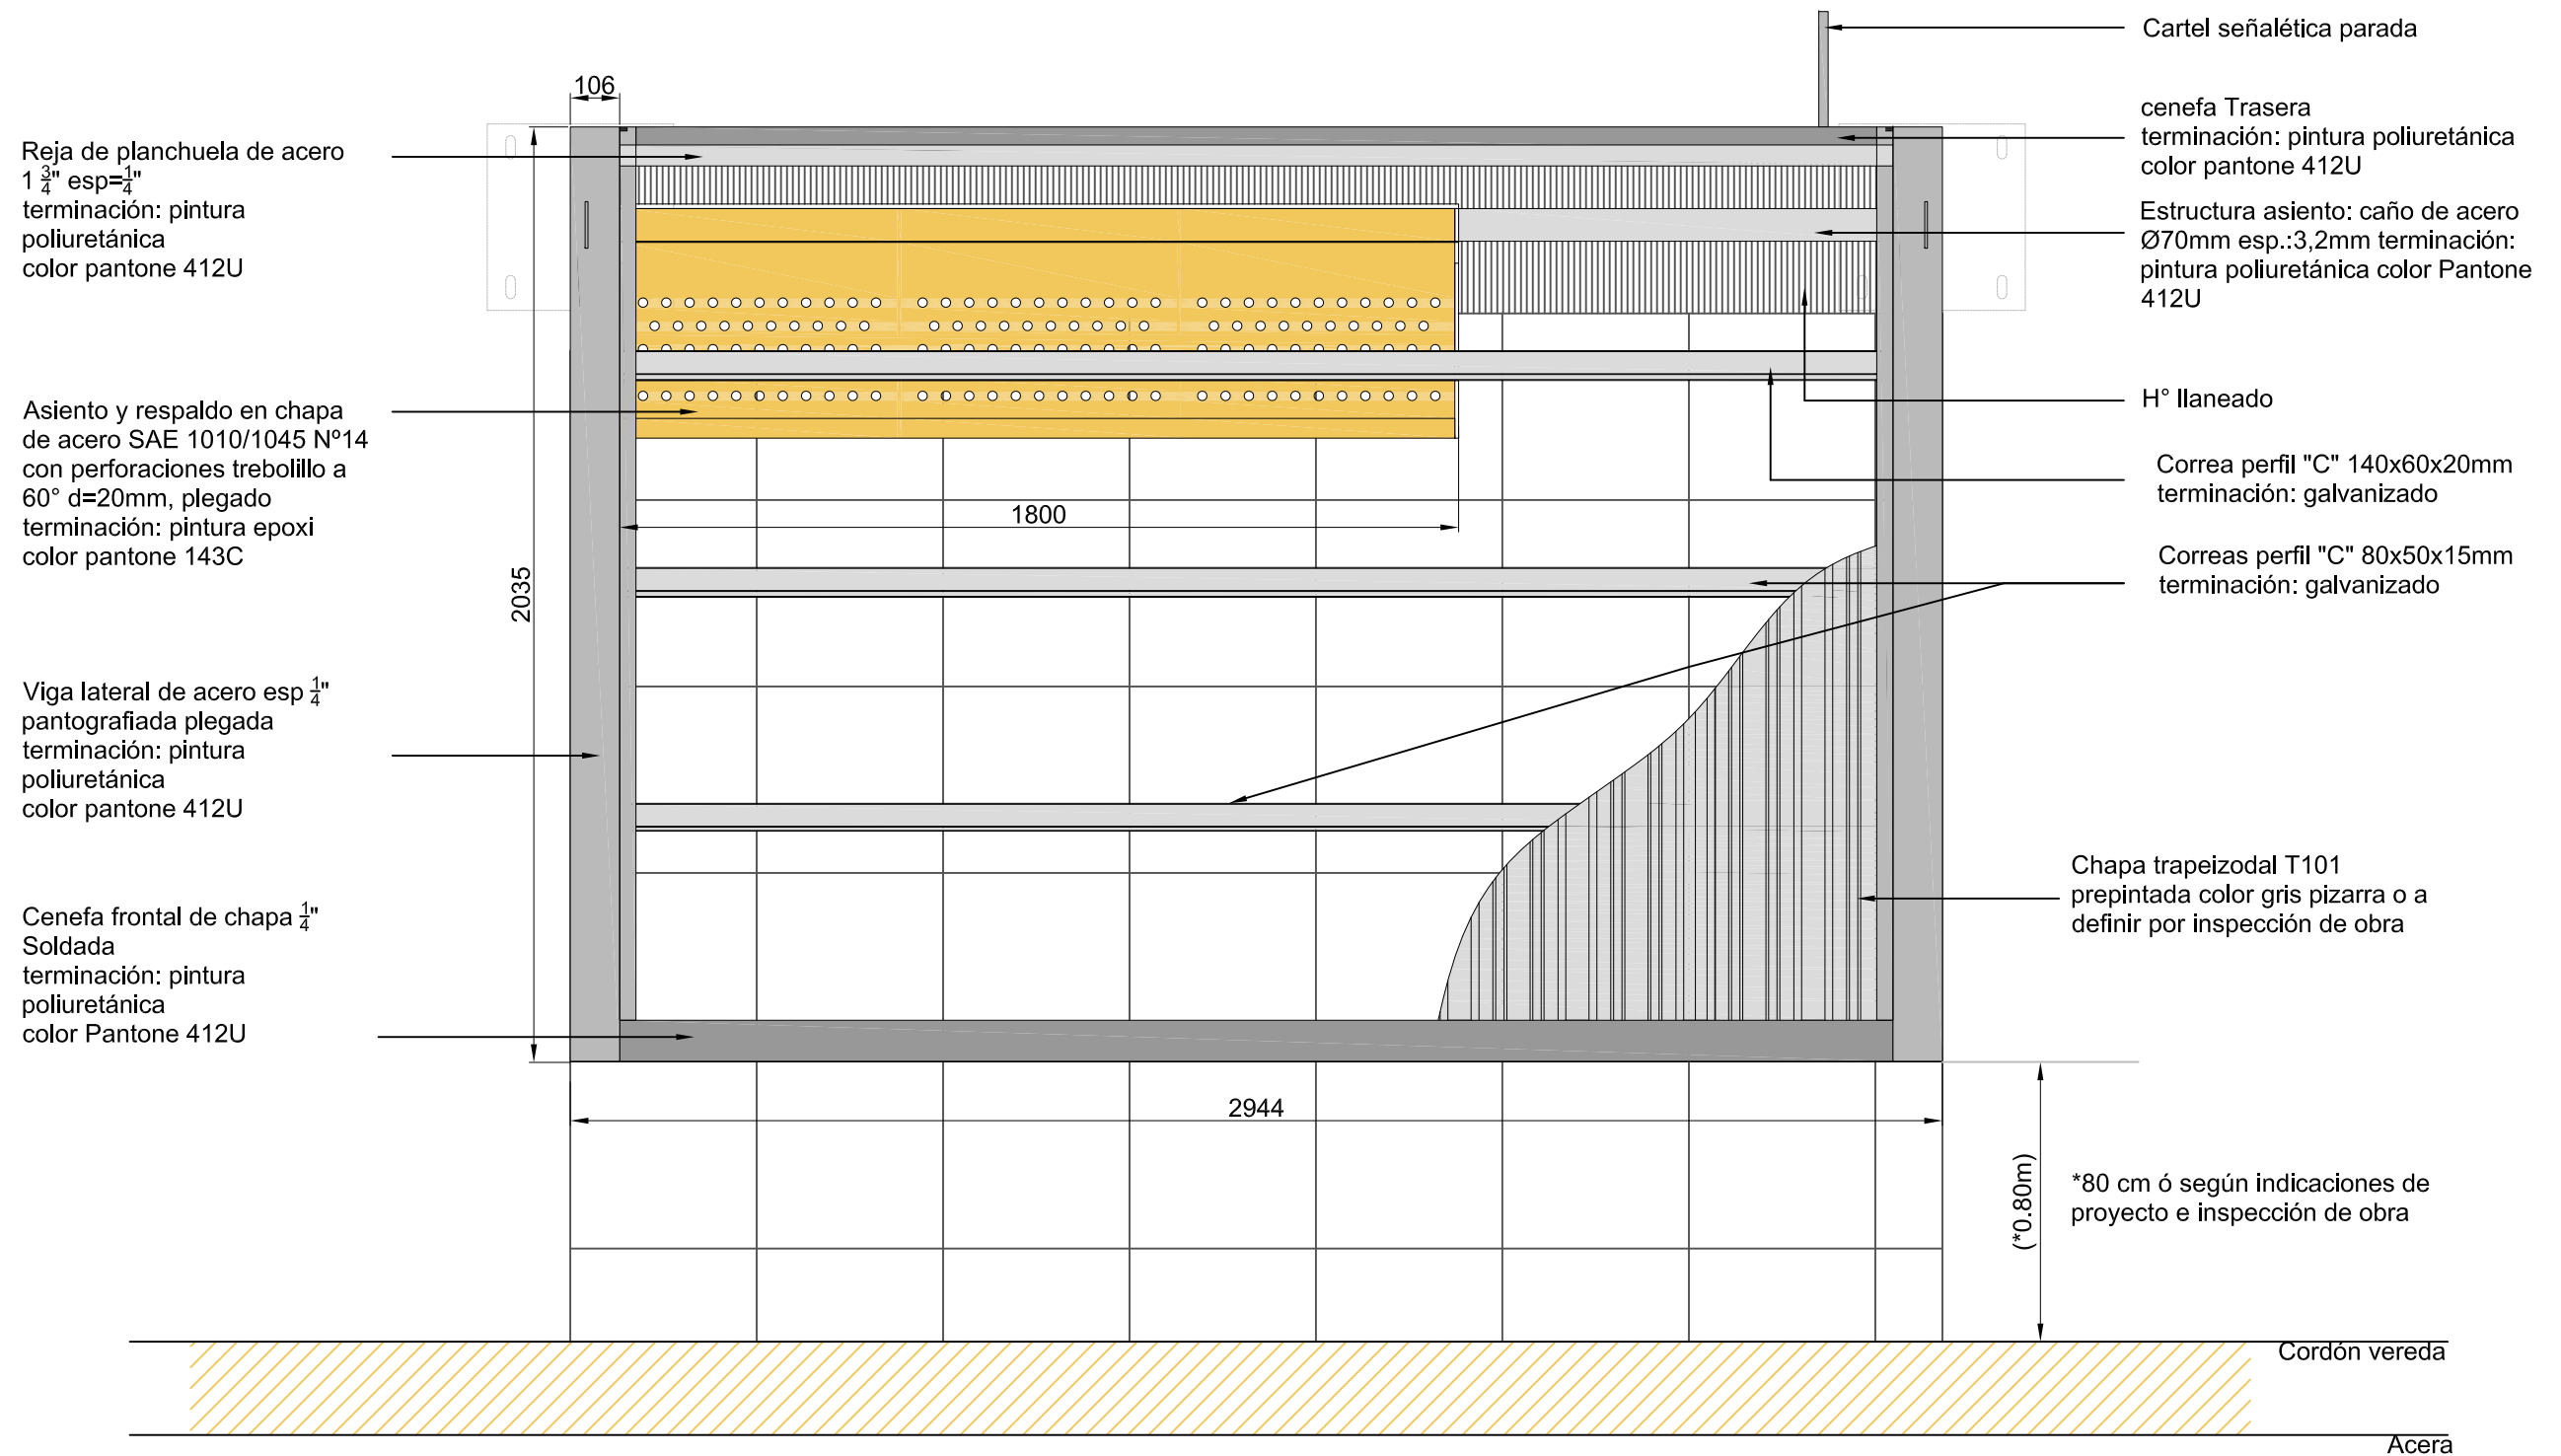 Cartel señalética parada
106
cenefa Trasera
terminación: pintura poliuretánica
color pantone 412U
Reja de planchuela de acero
1 3/4" esp=1/4"
terminación: pintura
poliuretánica
color pantone 412U
Estructura asiento: caño de acero
Ø70mm esp.:3,2mm terminación:
pintura poliuretánica color Pantone
412U
H° llaneado
Asiento y respaldo en chapa
de acero SAE 1010/1045 Nº14
con perforaciones trebolillo a
60° d=20mm, plegado
terminación: pintura epoxi
color pantone 143C
Correa perfil "C" 140x60x20mm
terminación: galvanizado
1800
Correas perfil "C" 80x50x15mm
terminación: galvanizado
2035
Viga lateral de acero esp 1/4"
pantografiada plegada
terminación: pintura
poliuretánica
color pantone 412U
Chapa trapeizodal T101
prepintada color gris pizarra o a
definir por inspección de obra
Cenefa frontal de chapa 1/4"
Soldada
terminación: pintura
poliuretánica
color Pantone 412U
2944
(*0.80m)
*80 cm ó según indicaciones de
proyecto e inspección de obra
Cordón vereda
Acera